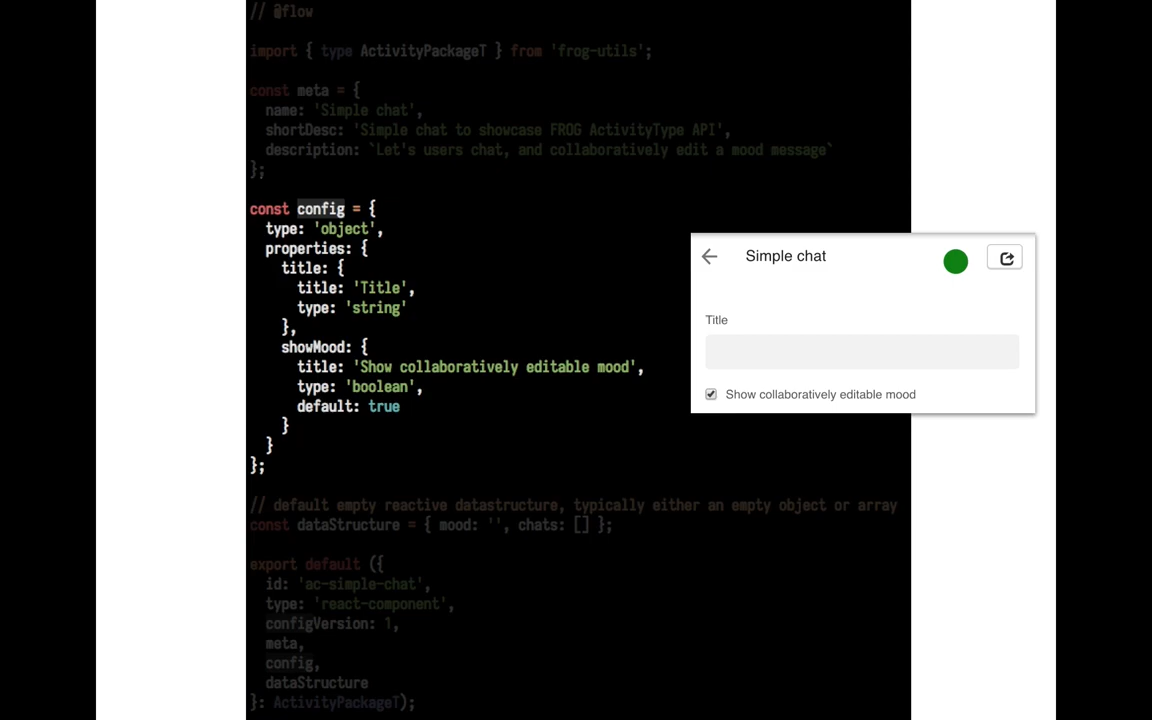 // @flow
import { type ActivityPackageT } from 'frog-utils';
const meta = {
name: 'Simple chat',
shortDesc: 'Simple chat to showcase FROG ActivityType API',
description: `Let's users chat, and collaboratively edit a mood message`
};
const config = {
type: 'object',
properties: {
title: {
title: 'Title',
type: 'string'
},
showMood: {
title: 'Show collaboratively editable mood',
type: 'boolean',
default: true
}
}
};
// default empty reactive datastructure, typically either an empty object or array
const dataStructure = { mood: '', chats: [] };
export default ({
id: 'ac-simple-chat',
type: 'react-component',
configVersion: 1,
meta,
config,
dataStructure
}: ActivityPackageT);
Simple chat
Title
Show collaboratively editable mood